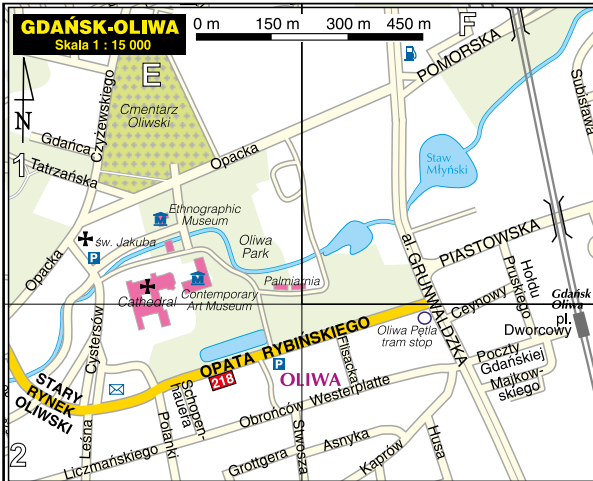 GDAŃSK-OLIWA
Skala 1 : 15 000
0 m 150 m 300 m 450 m
F
E
N
1
2
Cmentarz
Oliwski
Czyżewskiego
Gdańca
Tatrzańska
Opacka
POMORSKA
Subisława
Staw
Młyński
Ethnographic
Museum
św. Jakuba
P
Oliwa
Park
Opacka
Palmiarnia
Cathedral
Contemporary
Art Museum
al. GRUNWALDZKA
PIASTOWSKA
Hołdu
Pruskiego
Ceynowy
Gdańsk
Oliwa
pl.
Dworcowy
Oliwa Pętla
tram stop
Cystersów
OPATA RYBIŃSKIEGO
218
P
OLIWA
Flisacka
Poczty
Gdańskiej
Majkow-
skiego
STARY
RYNEK
OLIWSKI
Schopen-
hauera
Obrońców Westerplatte
Leśna
Polanki
Stwosza
Liczmańskiego
Grottgera
Asnyka
Kaprów
Husa